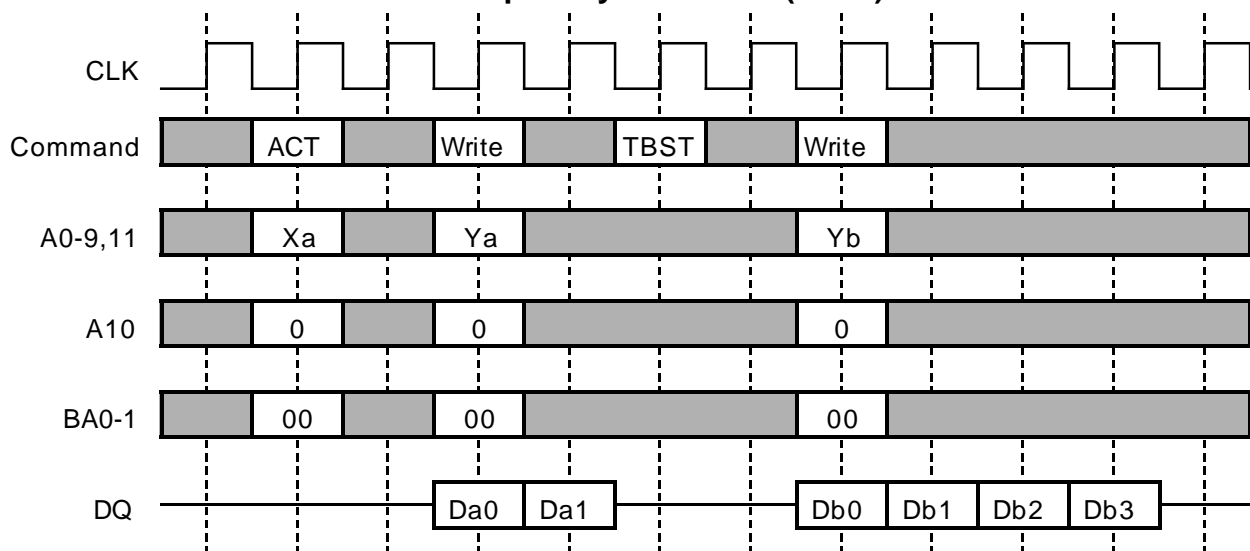 CLK
Command ACT Write TBST Write
A0-9,11 Xa Ya Yb
A10 0 0 0
BA0-1 00 00 00
DQ Da0 Da1 Db0 Db1 Db2 Db3